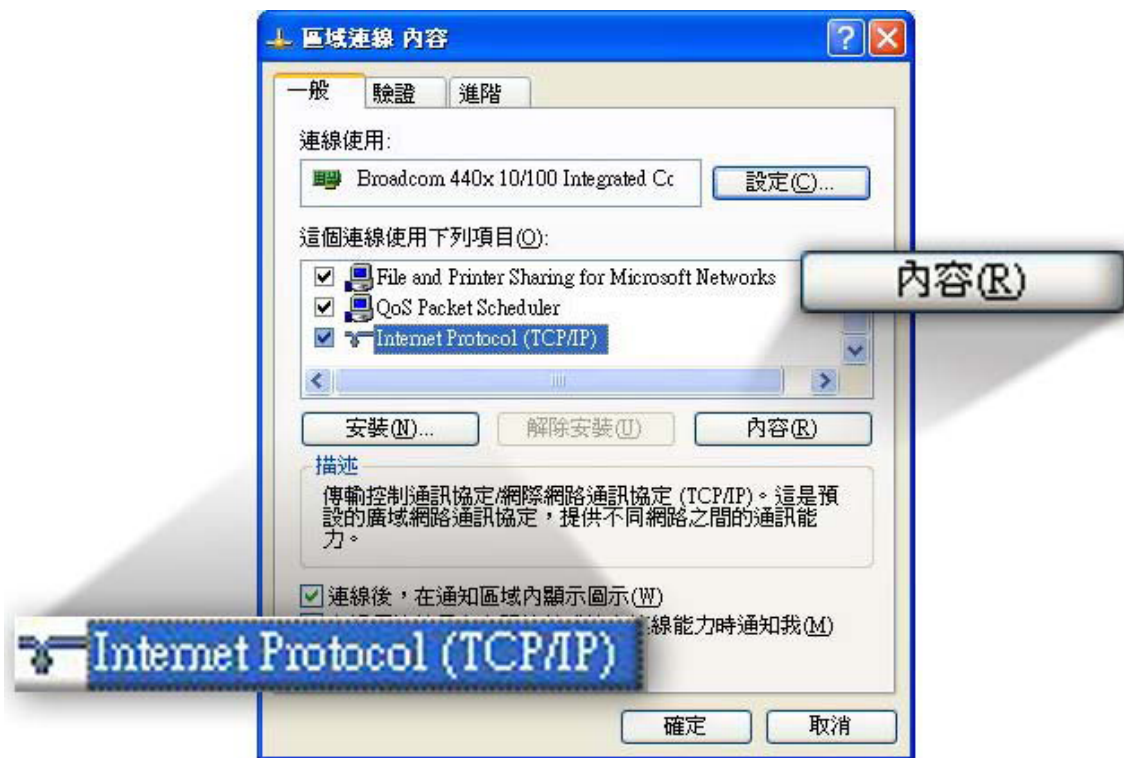 區域連線 內容
一般 驗證 進階
連線使用:
Broadcom 440x 10/100 Integrated Cc 設定(C)...
這個連線使用下列項目(O):
File and Printer Sharing for Microsoft Networks
內容(R)
QoS Packet Scheduler
Internet Protocol (TCP/IP)
安裝(N)... 解除安裝(U) 內容(R)
描述
傳輸控制通訊協定/網際網路通訊協定 (TCP/IP)。這是預
設的廣域網路通訊協定，提供不同網路之間的通訊能
力。
連線後，在通知區域內顯示圖示(W)
線能力時通知我(M)
Internet Protocol (TCP/IP)
確定 取消